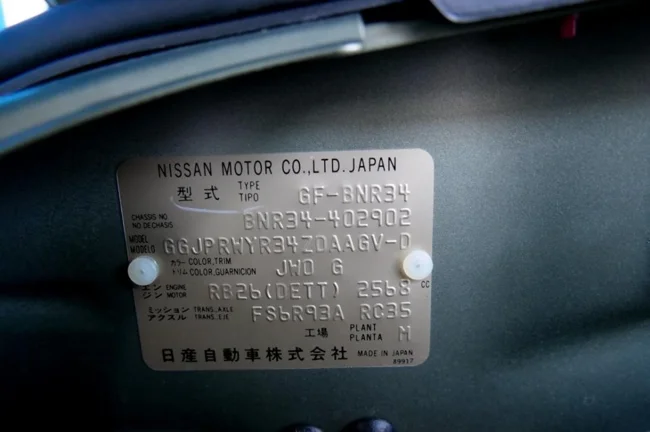 NISSAN MOTOR CO.,LTD.JAPAN
型式 TYPE TIPO GF-BNR34
CHASSIS NO NO DE CHASIS BNR34-402902
MODEL MODELO GGJPRWYR34ZDAAGV-D
カラー COLOR,TRIM トリム COLOR,GUARNICION JW0 G
エンジン ENGINE MOTOR RB26(DETT) 2568 CC
ミッション TRANS.,AXLE アクスル TRANS.,EJE FS6R93A RC35
工場 PLANT PLANTA M
日産自動車株式会社 MADE IN JAPAN
89917